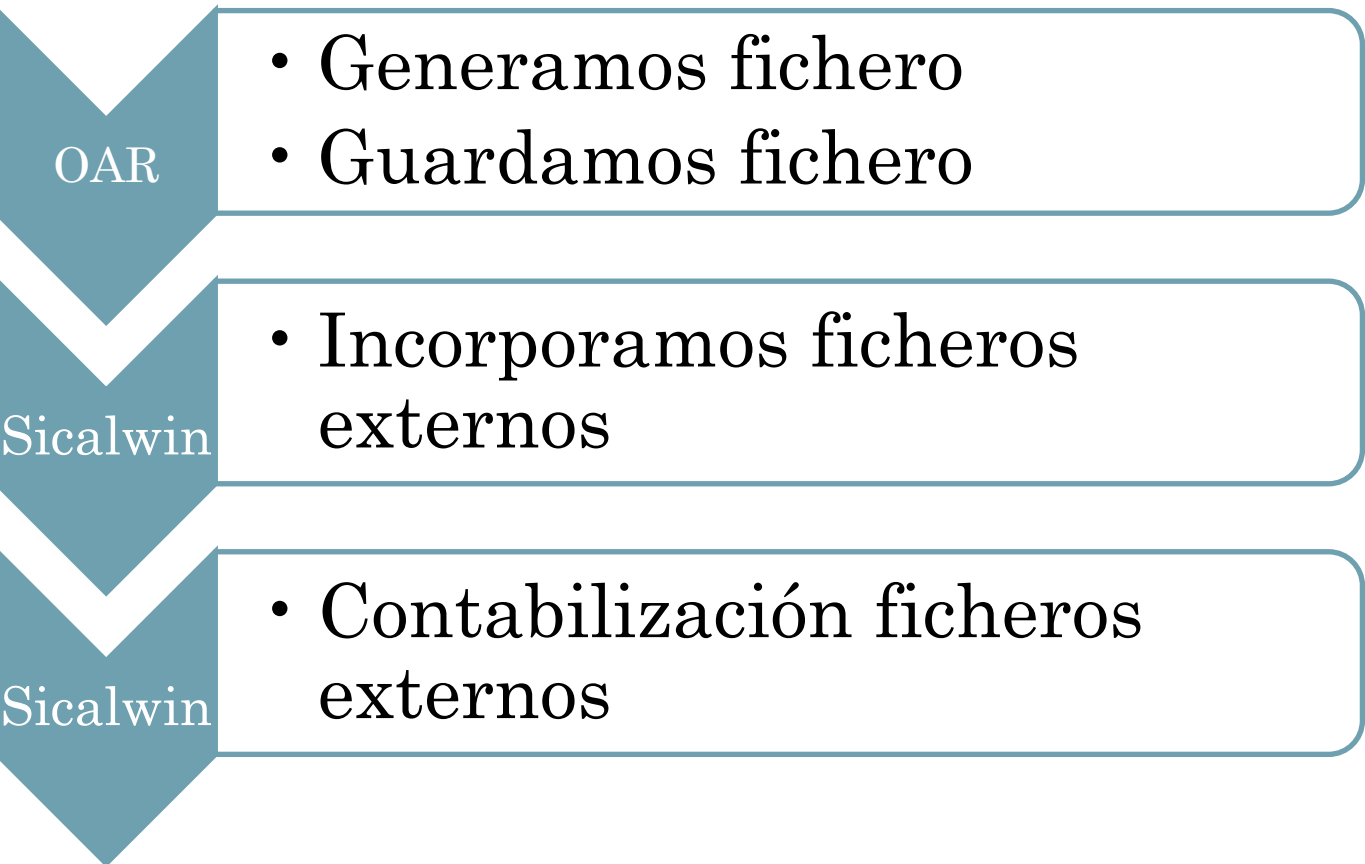 OAR
• Generamos fichero
• Guardamos fichero
Sicalwin
• Incorporamos ficheros
externos
Sicalwin
• Contabilización ficheros
externos